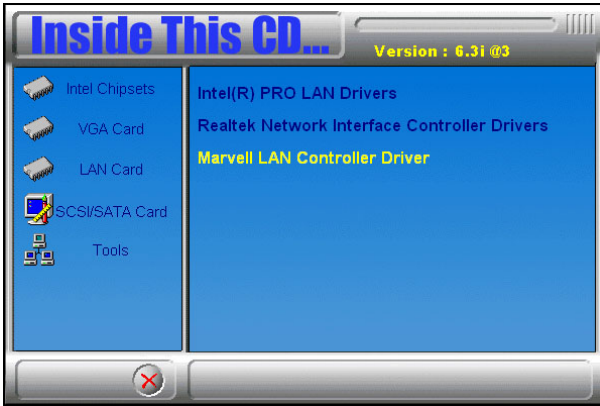 Inside This CD...
Version : 6.3i @3
Intel Chipsets
VGA Card
LAN Card
SCSI/SATA Card
Tools
Intel(R) PRO LAN Drivers
Realtek Network Interface Controller Drivers
Marvell LAN Controller Driver